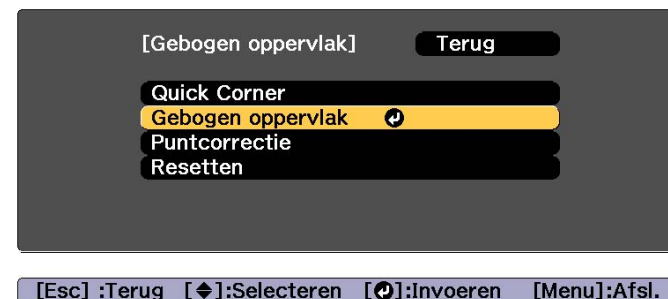 [Gebogen oppervlak] Terug
Quick Corner
Gebogen oppervlak
Puntcorrectie
Resetten
[Esc] :Terug [◆]:Selecteren [↵]:Invoeren [Menu]:Afsl.